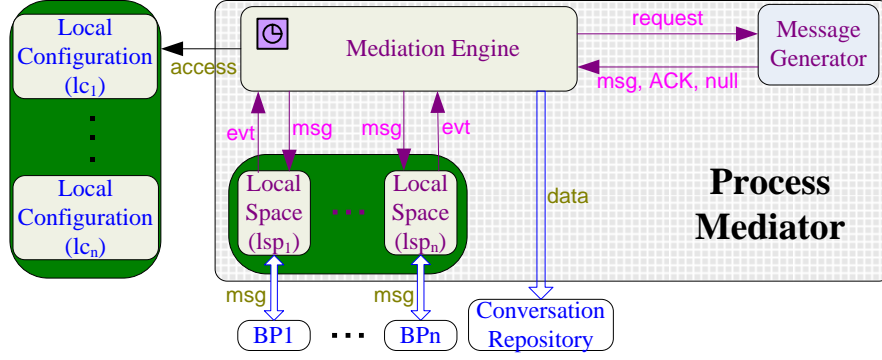 Local
Configuration
(lc1)
Local
Configuration
(lcn)
access
Mediation Engine
request
msg, ACK, null
Message
Generator
evt
msg
msg
evt
Local
Space
(lsp1)
Local
Space
(lspn)
data
Process
Mediator
msg
msg
BP1
BPn
Conversation
Repository